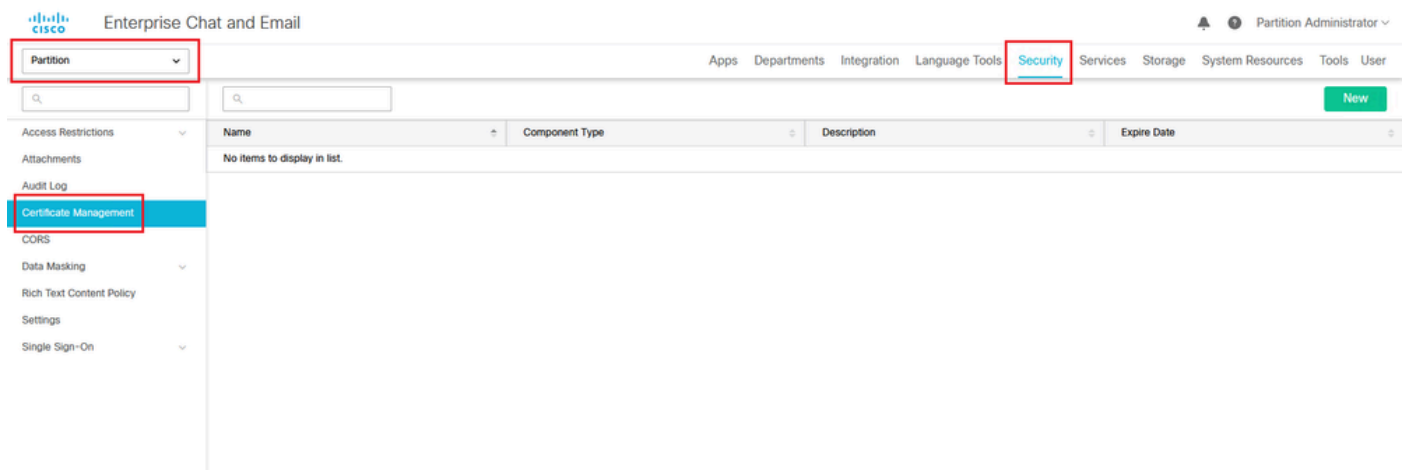 cisco Enterprise Chat and Email Partition Administrator
Partition Apps Departments Integration Language Tools Security Services Storage System Resources Tools User
New
Access Restrictions Name Component Type Description Expire Date
Attachments No items to display in list.
Audit Log
Certificate Management
CORS
Data Masking
Rich Text Content Policy
Settings
Single Sign-On